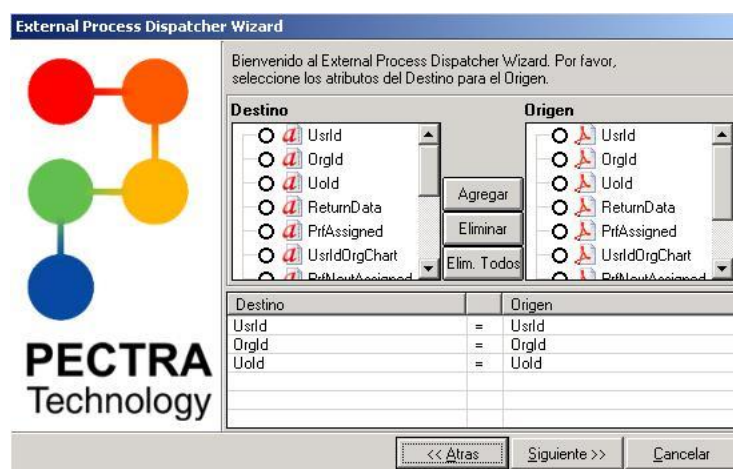 External Process Dispatcher Wizard
Bienvenido al External Process Dispatcher Wizard. Por favor,
seleccione los atributos del Destino para el Origen.
Destino
Origen
UsrId
OrgId
UoId
ReturnData
PrfAssigned
UsrIdOrgChart
PrfNextAssigned
Agregar
Eliminar
Elim. Todos
UsrId
OrgId
UoId
ReturnData
PrfAssigned
UsrIdOrgChart
PrfNextAssigned
Destino Origen
UsrId = UsrId
OrgId = OrgId
UoId = UoId
PECTRA
Technology
<< Atras Siguiente >> Cancelar